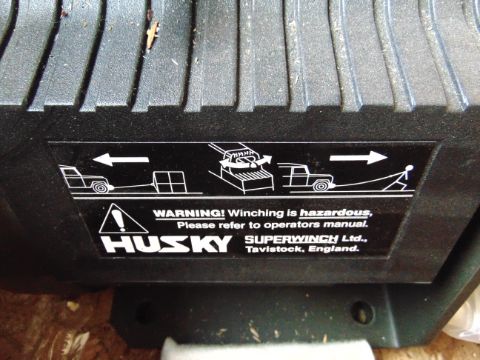 WARNING! Winching is hazardous,
Please refer to operators manual.
HUSKY SUPERWINCH Ltd.,
Tavistock, England.